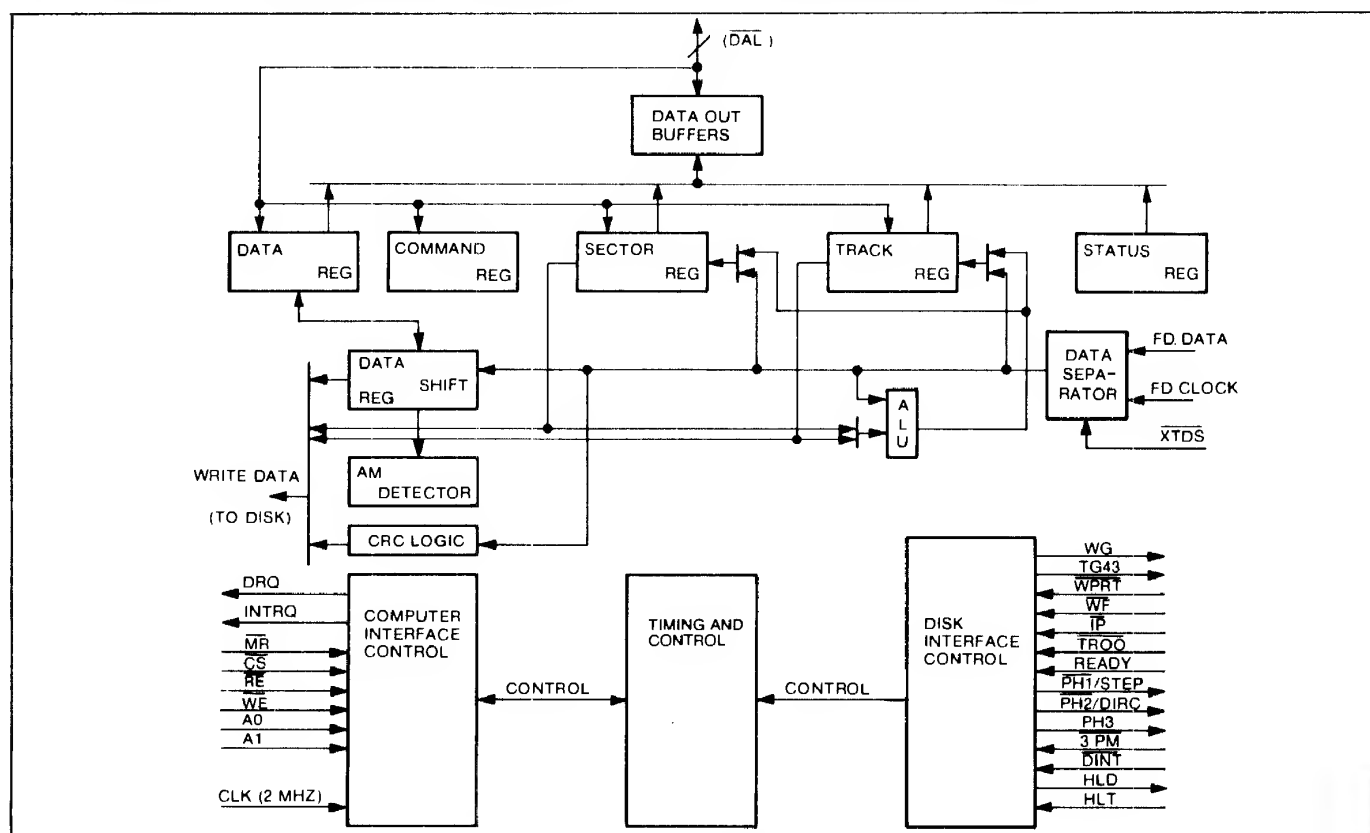 (DAL)
DATA OUT
BUFFERS
DATA
REG
COMMAND
REG
SECTOR
REG
TRACK
REG
STATUS
REG
DATA
SHIFT
REG
A
L
U
DATA
SEPA-
RATOR
FD. DATA
FD CLOCK
XTDS
WRITE DATA
(TO DISK)
AM
DETECTOR
CRC LOGIC
DRQ
INTRQ
MR
CS
RE
WE
A0
A1
CLK (2 MHZ)
COMPUTER
INTERFACE
CONTROL
CONTROL
TIMING AND
CONTROL
CONTROL
DISK
INTERFACE
CONTROL
WG
TG43
WPRT
WF
IP
TROO
READY
PH1/STEP
PH2/DIRC
PH3
3 PM
DINT
HLD
HLT